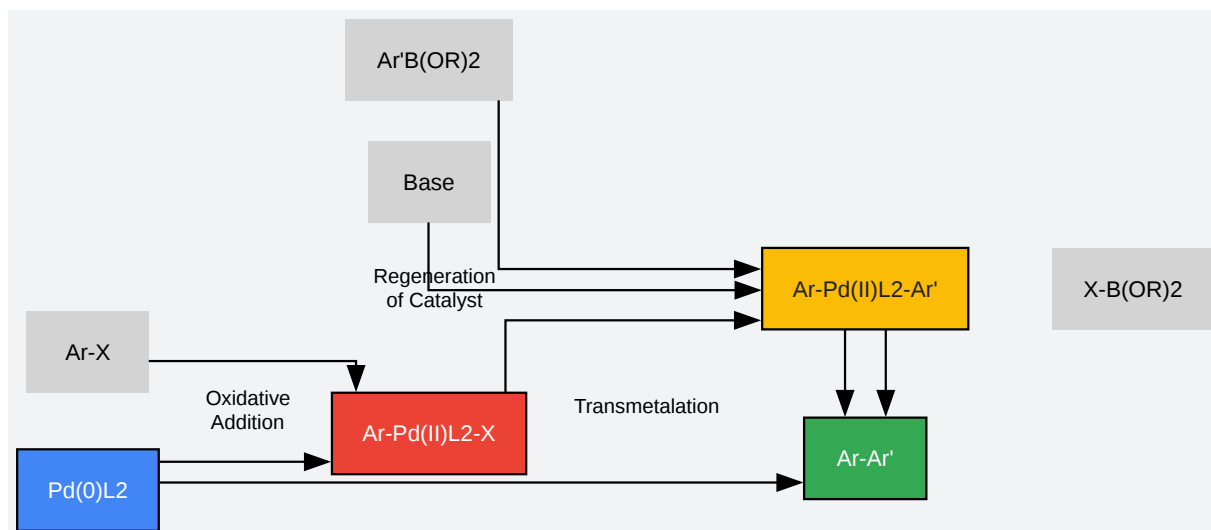 Ar'B(OR)2
Base
Regeneration
of Catalyst
Ar-Pd(II)L2-Ar'
X-B(OR)2
Ar-X
Oxidative
Addition
Ar-Pd(II)L2-X
Transmetalation
Ar-Ar'
Pd(0)L2